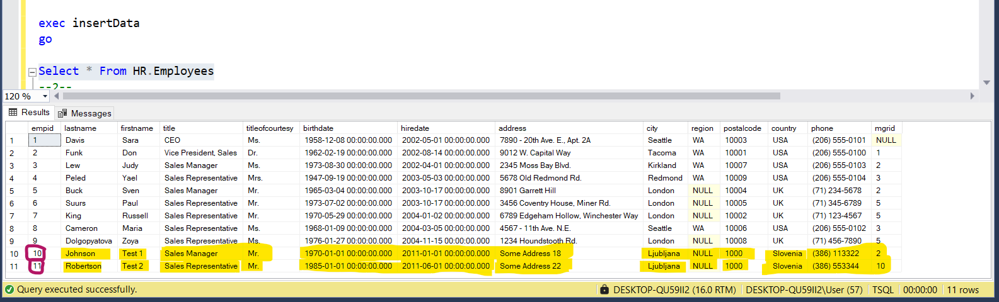 exec insertData
go
Select * From HR.Employees
--2--
120 %
Results Messages
empid lastname firstname title titleofcourtesy birthdate hiredate address city region postalcode country phone mgrid
1 1 Davis Sara CEO Ms. 1958-12-08 00:00:00.000 2002-05-01 00:00:00.000 7890 - 20th Ave. E., Apt. 2A Seattle WA 10003 USA (206) 555-0101 NULL
2 2 Funk Don Vice President, Sales Dr. 1962-02-19 00:00:00.000 2002-08-14 00:00:00.000 9012 W. Capital Way Tacoma WA 10001 USA (206) 555-0100 1
3 3 Lew Judy Sales Manager Ms. 1973-08-30 00:00:00.000 2002-04-01 00:00:00.000 2345 Moss Bay Blvd. Kirkland WA 10007 USA (206) 555-0103 2
4 4 Peled Yael Sales Representative Mrs. 1947-09-19 00:00:00.000 2003-05-03 00:00:00.000 5678 Old Redmond Rd. Redmond WA 10009 USA (206) 555-0104 3
5 5 Buck Sven Sales Manager Mr. 1965-03-04 00:00:00.000 2003-10-17 00:00:00.000 8901 Garrett Hill London NULL 10004 UK (71) 234-5678 2
6 6 Suurs Paul Sales Representative Mr. 1973-07-02 00:00:00.000 2003-10-17 00:00:00.000 3456 Coventry House, Miner Rd. London NULL 10005 UK (71) 345-6789 5
7 7 King Russell Sales Representative Mr. 1970-05-29 00:00:00.000 2004-01-02 00:00:00.000 6789 Edgeham Hollow, Winchester Way London NULL 10002 UK (71) 123-4567 5
8 8 Cameron Maria Sales Representative Ms. 1968-01-09 00:00:00.000 2004-03-05 00:00:00.000 4567 - 11th Ave. N.E. Seattle WA 10006 USA (206) 555-0102 3
9 9 Dolgopyatova Zoya Sales Representative Ms. 1976-01-27 00:00:00.000 2004-11-15 00:00:00.000 1234 Houndstooth Rd. London NULL 10008 UK (71) 456-7890 5
10 10 Johnson Test 1 Sales Manager Mr. 1970-01-01 00:00:00.000 2011-01-01 00:00:00.000 Some Address 18 Ljubljana NULL 1000 Slovenia (386) 113322 2
11 11 Robertson Test 2 Sales Representative Mr. 1985-01-01 00:00:00.000 2011-06-01 00:00:00.000 Some Address 22 Ljubljana NULL 1000 Slovenia (386) 553344 10
Query executed successfully. DESKTOP-QU59II2 (16.0 RTM) DESKTOP-QU59II2\User (57) TSQL 00:00:00 11 rows